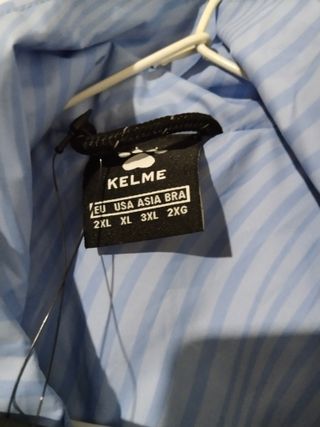 KELME
EU USA ASIA BRA
2XL XL 3XL 2XG